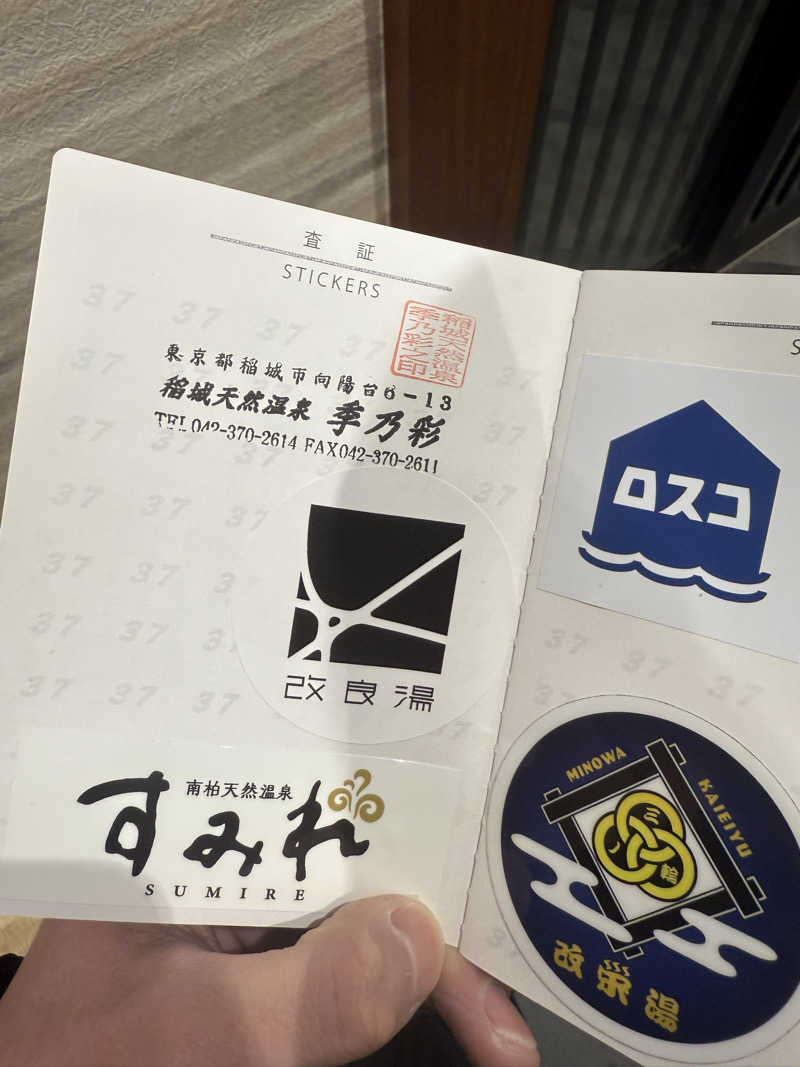 査証
STICKERS
稲城天然温泉
季乃彩之印
東京都稲城市向陽台6-13
稲城天然温泉 季乃彩
TEL042-370-2614 FAX042-370-2611
改良湯
南柏天然温泉
すみれ
SUMIRE
S
ロスコ
MINOWA
KAIEIYU
ミノ輪
改栄湯
37